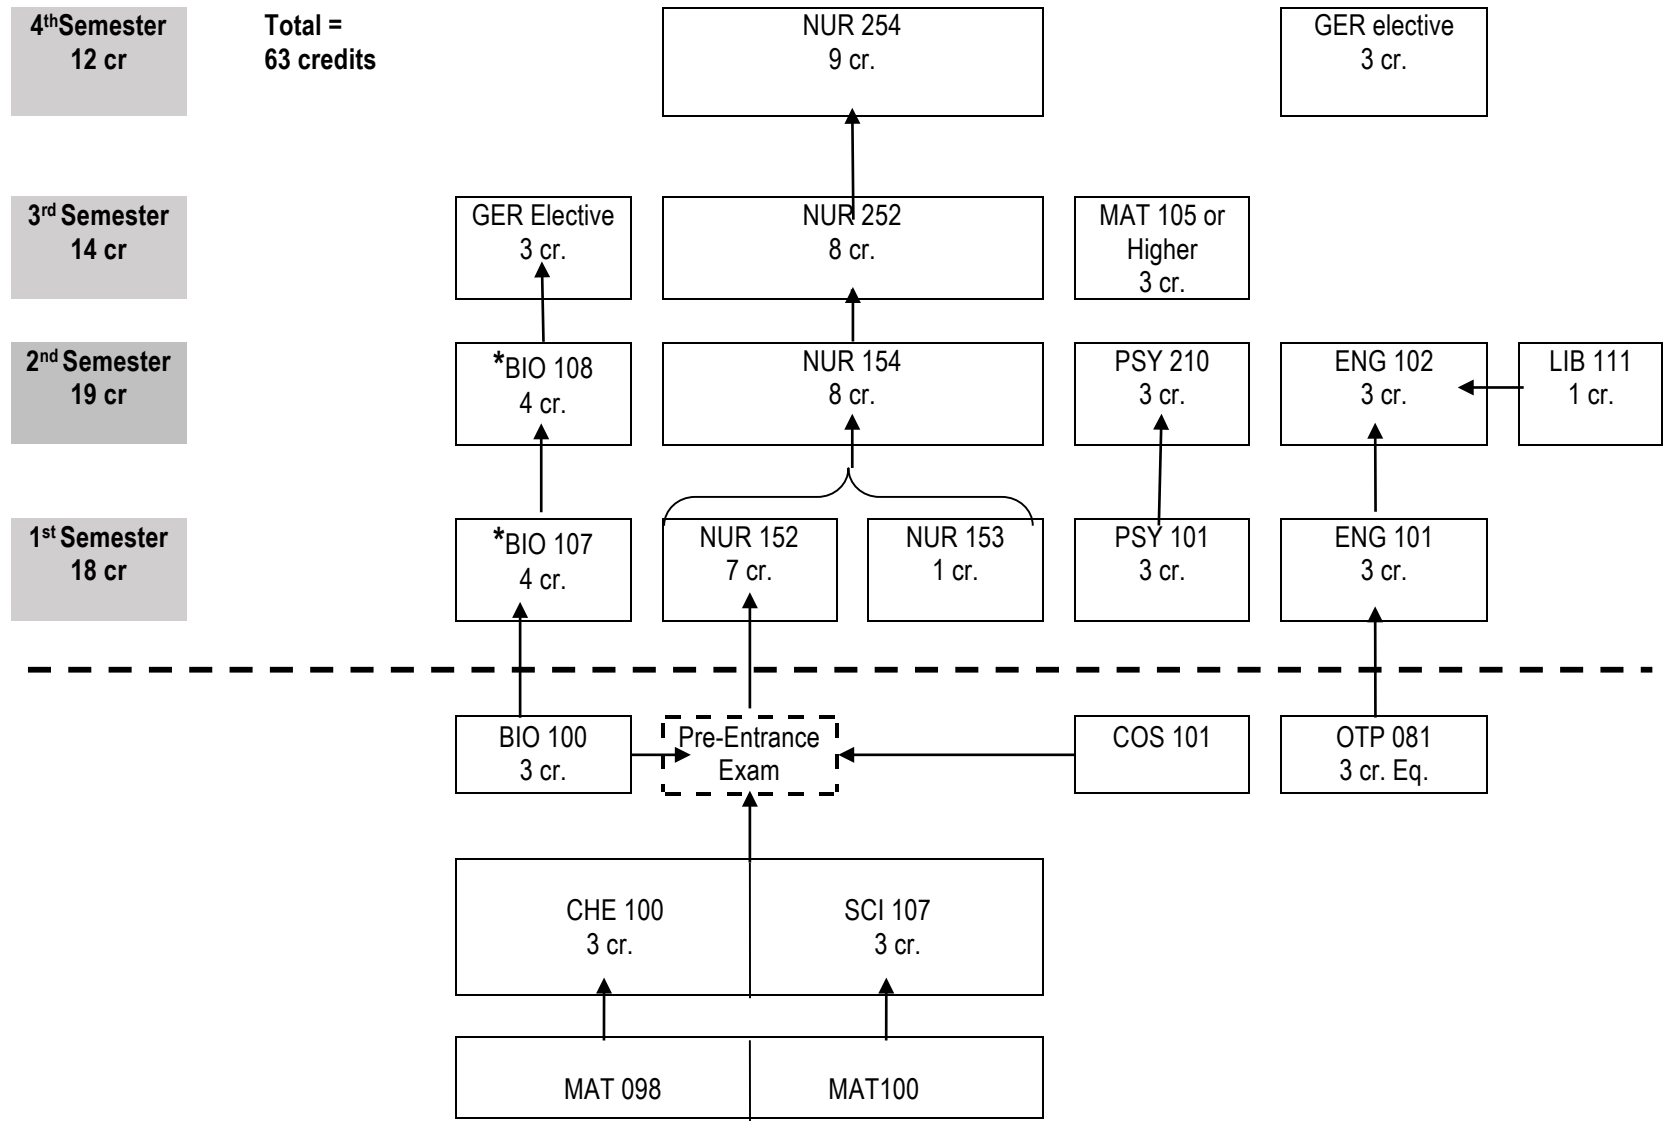 4thSemester
12 cr
Total =
63 credits
NUR 254
9 cr.
GER elective
3 cr.
3rd Semester
14 cr
GER Elective
3 cr.
NUR 252
8 cr.
MAT 105 or
Higher
3 cr.
2nd Semester
19 cr
*BIO 108
4 cr.
NUR 154
8 cr.
PSY 210
3 cr.
ENG 102
3 cr.
LIB 111
1 cr.
1st Semester
18 cr
*BIO 107
4 cr.
NUR 152
7 cr.
NUR 153
1 cr.
PSY 101
3 cr.
ENG 101
3 cr.
BIO 100
3 cr.
Pre-Entrance
Exam
COS 101
OTP 081
3 cr. Eq.
CHE 100
3 cr.
SCI 107
3 cr.
MAT 098
MAT100